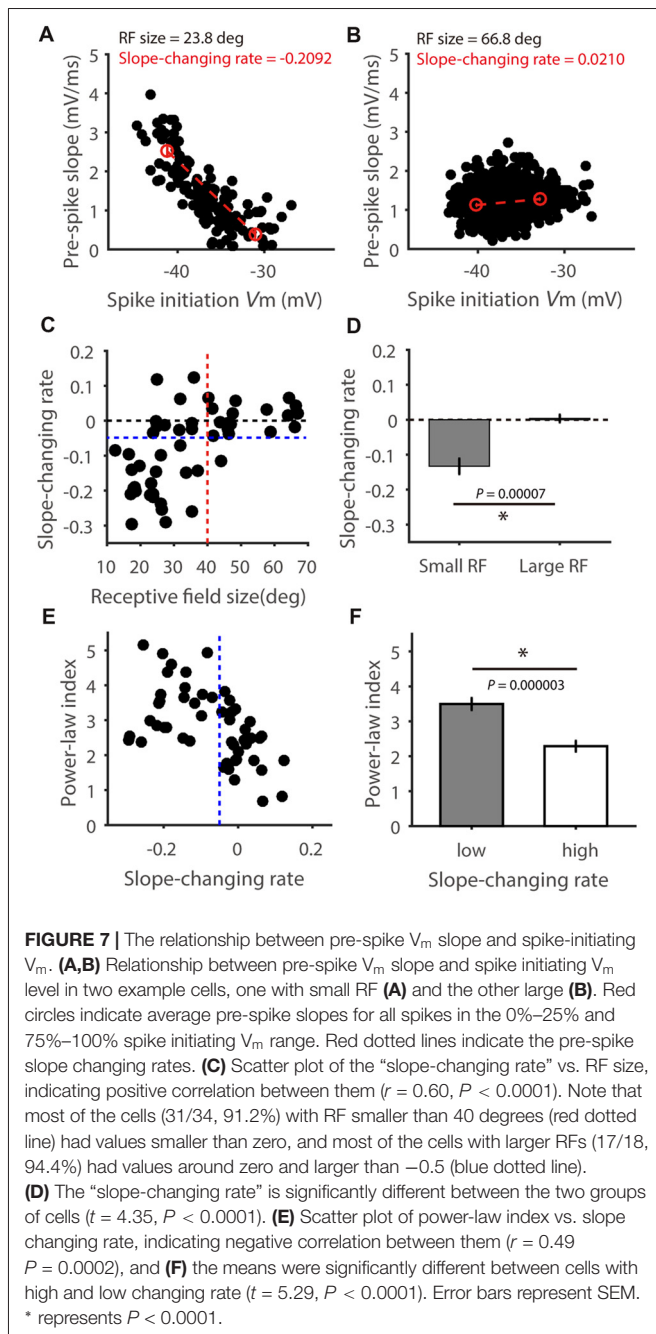 A
RF size = 23.8 deg
Slope-changing rate = -0.2092
Pre-spike slope (mV/ms)
5
4
3
2
1
0
-40
-30
Spike initiation Vm (mV)
B
RF size = 66.8 deg
Slope-changing rate = 0.0210
Pre-spike slope (mV/ms)
5
4
3
2
1
0
-40
-30
Spike initiation Vm (mV)
C
Slope-changing rate
0.2
0.1
0
-0.1
-0.2
-0.3
10 20 30 40 50 60 70
Receptive field size(deg)
D
Slope-changing rate
0.2
0.1
0
-0.1
-0.2
-0.3
P = 0.00007
*
Small RF Large RF
E
Power-law index
5
4
3
2
1
0
-0.2 0 0.2
Slope-changing rate
F
Power-law index
5
4
3
2
1
0
*
P = 0.000003
low high
Slope-changing rate
FIGURE 7 | The relationship between pre-spike Vm slope and spike-initiating
Vm. (A,B) Relationship between pre-spike Vm slope and spike initiating Vm
level in two example cells, one with small RF (A) and the other large (B). Red
circles indicate average pre-spike slopes for all spikes in the 0%–25% and
75%–100% spike initiating Vm range. Red dotted lines indicate the pre-spike
slope changing rates. (C) Scatter plot of the “slope-changing rate” vs. RF size,
indicating positive correlation between them (r = 0.60, P < 0.0001). Note that
most of the cells (31/34, 91.2%) with RF smaller than 40 degrees (red dotted
line) had values smaller than zero, and most of the cells with larger RFs (17/18,
94.4%) had values around zero and larger than −0.5 (blue dotted line).
(D) The “slope-changing rate” is significantly different between the two groups
of cells (t = 4.35, P < 0.0001). (E) Scatter plot of power-law index vs. slope
changing rate, indicating negative correlation between them (r = 0.49
P = 0.0002), and (F) the means were significantly different between cells with
high and low changing rate (t = 5.29, P < 0.0001). Error bars represent SEM.
* represents P < 0.0001.